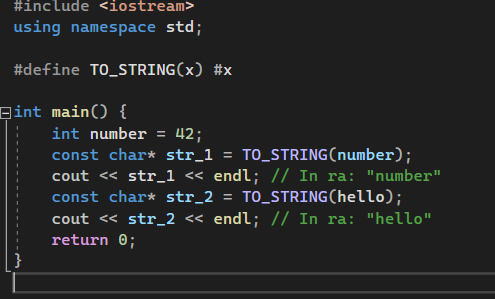 #include <iostream>
using namespace std;
#define TO_STRING(x) #x
int main() {
int number = 42;
const char* str_1 = TO_STRING(number);
cout << str_1 << endl; // In ra: "number"
const char* str_2 = TO_STRING(hello);
cout << str_2 << endl; // In ra: "hello"
return 0;
}